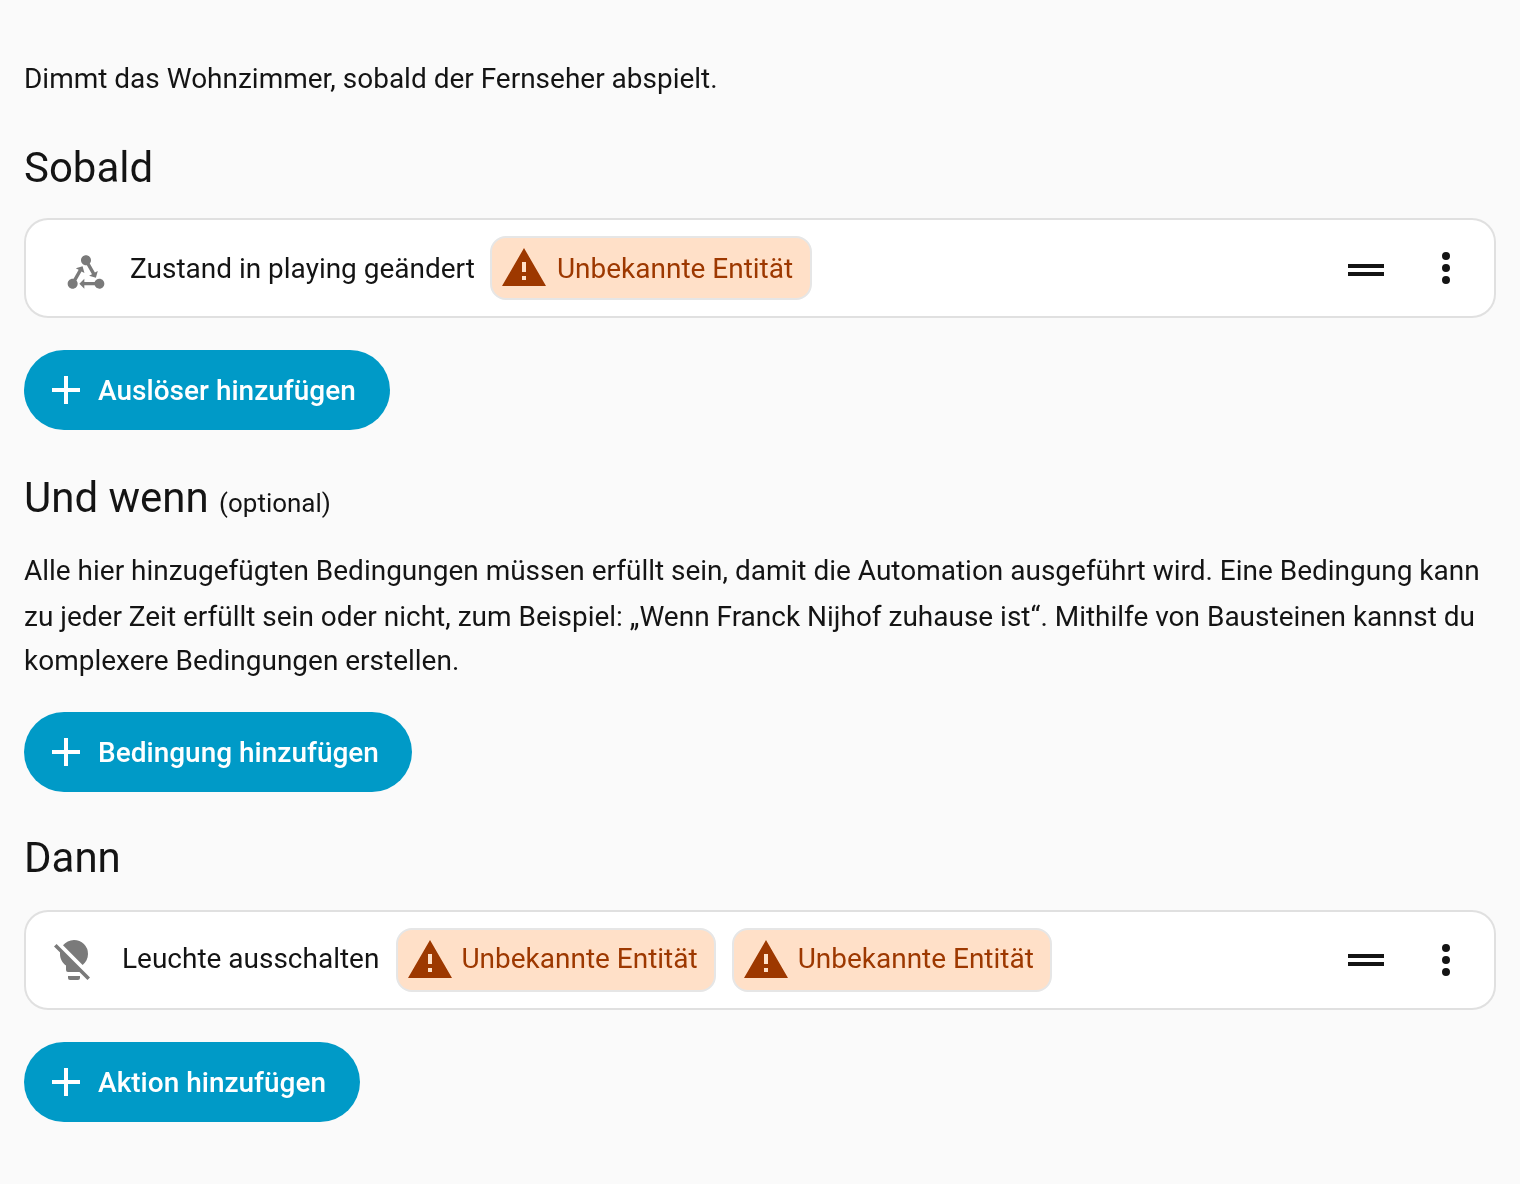 Dimmt das Wohnzimmer, sobald der Fernseher abspielt.
Sobald
Zustand in playing geändert Unbekannte Entität
Auslöser hinzufügen
Und wenn (optional)
Alle hier hinzugefügten Bedingungen müssen erfüllt sein, damit die Automation ausgeführt wird. Eine Bedingung kann
zu jeder Zeit erfüllt sein oder nicht, zum Beispiel: „Wenn Franck Nijhof zuhause ist“. Mithilfe von Bausteinen kannst du
komplexere Bedingungen erstellen.
Bedingung hinzufügen
Dann
Leuchte ausschalten Unbekannte Entität Unbekannte Entität
Aktion hinzufügen